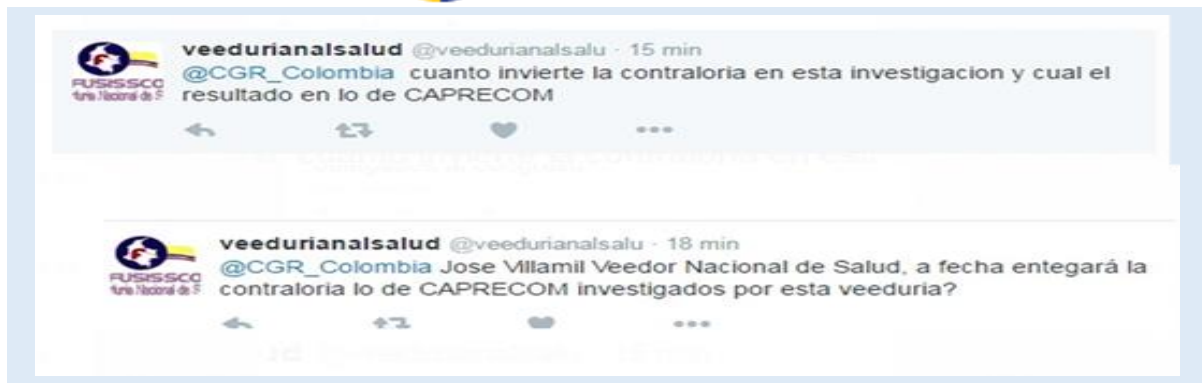 veedurianalsalud @veedurianalsalu · 15 min
@CGR_Colombia cuanto invierte la contraloria en esta investigacion y cual el
resultado en lo de CAPRECOM
FUSISSCO
veedurianalsalud @veedurianalsalu · 18 min
@CGR_Colombia Jose Villamil Veedor Nacional de Salud, a fecha entegará la
contraloria lo de CAPRECOM investigados por esta veeduria?
FUSISSCO